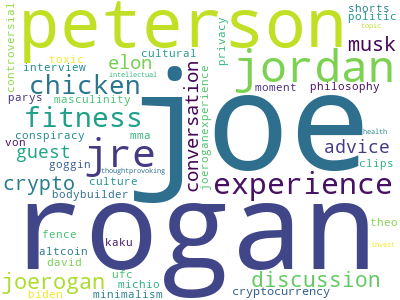 peterson
shorts
politic
controversial
toxic
cultural
privacy
topic
interview
intellectual
elon
musk
jordan
moment
philosophy
chicken
masculinity
parys
joe
conversation
joeroganexperience
fitness
conspiracy
mma
von
jre
health
guest
goggin
thoughtprovoking
advice
clips
crypto
culture
experience
bodybuilder
rogan
fence
kaku
theo
altcoin
ufc
invest
david
michio
discussion
joerogan
biden
minimalism
cryptocurrency